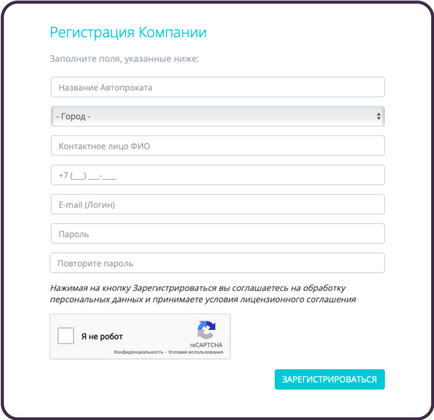 Регистрация Компании
Заполните поля, указанные ниже:
Название Автопроката
- Город -
Контактное лицо ФИО
+7 (___) ___-____
E-mail (Логин)
Пароль
Повторите пароль
Нажимая на кнопку Зарегистрироваться вы соглашаетесь на обработку
персональных данных и принимаете условия лицензионного соглашения
Я не робот
reCAPTCHA
Конфиденциальность - Условия использования
ЗАРЕГИСТРИРОВАТЬСЯ